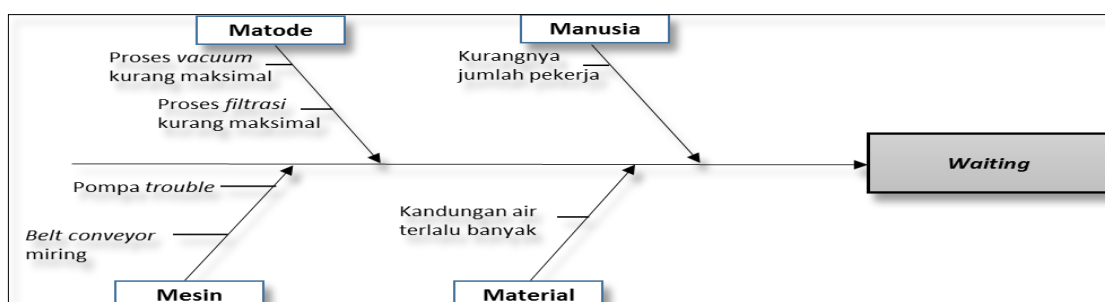 Matode
Manusia
Proses vacuum
kurang maksimal
Kurangnya
jumlah pekerja
Proses filtrasi
kurang maksimal
Waiting
Pompa trouble
Kandungan air
terlalu banyak
Belt conveyor
miring
Mesin
Material